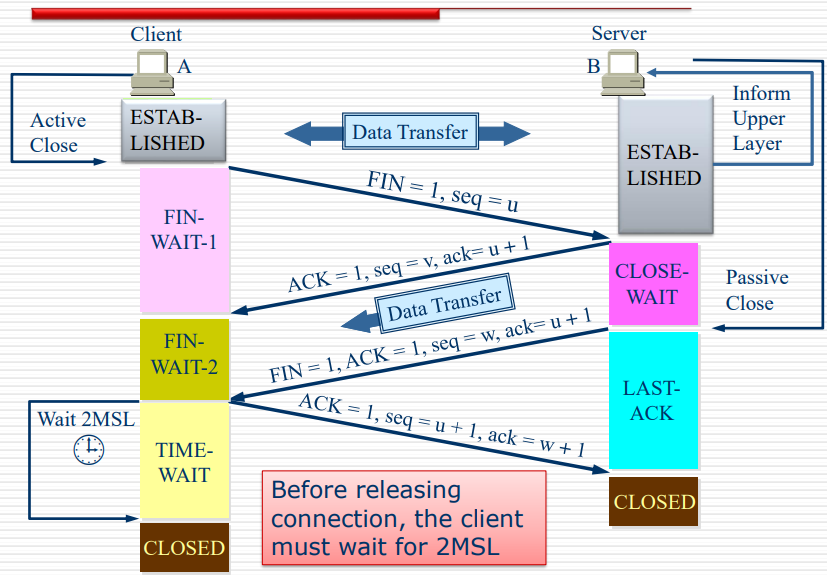 Client
Server
A
B
Active
Close
ESTAB-
LISHED
Data Transfer
ESTAB-
LISHED
Inform
Upper
Layer
FIN = 1, seq = u
FIN-
WAIT-1
ACK = 1, seq = v, ack= u + 1
CLOSE-
WAIT
Passive
Close
Data Transfer
FIN-
WAIT-2
FIN = 1, ACK = 1, seq = w, ack= u + 1
LAST-
ACK
Wait 2MSL
ACK = 1, seq = u + 1, ack = w + 1
TIME-
WAIT
Before releasing
connection, the client
must wait for 2MSL
CLOSED
CLOSED